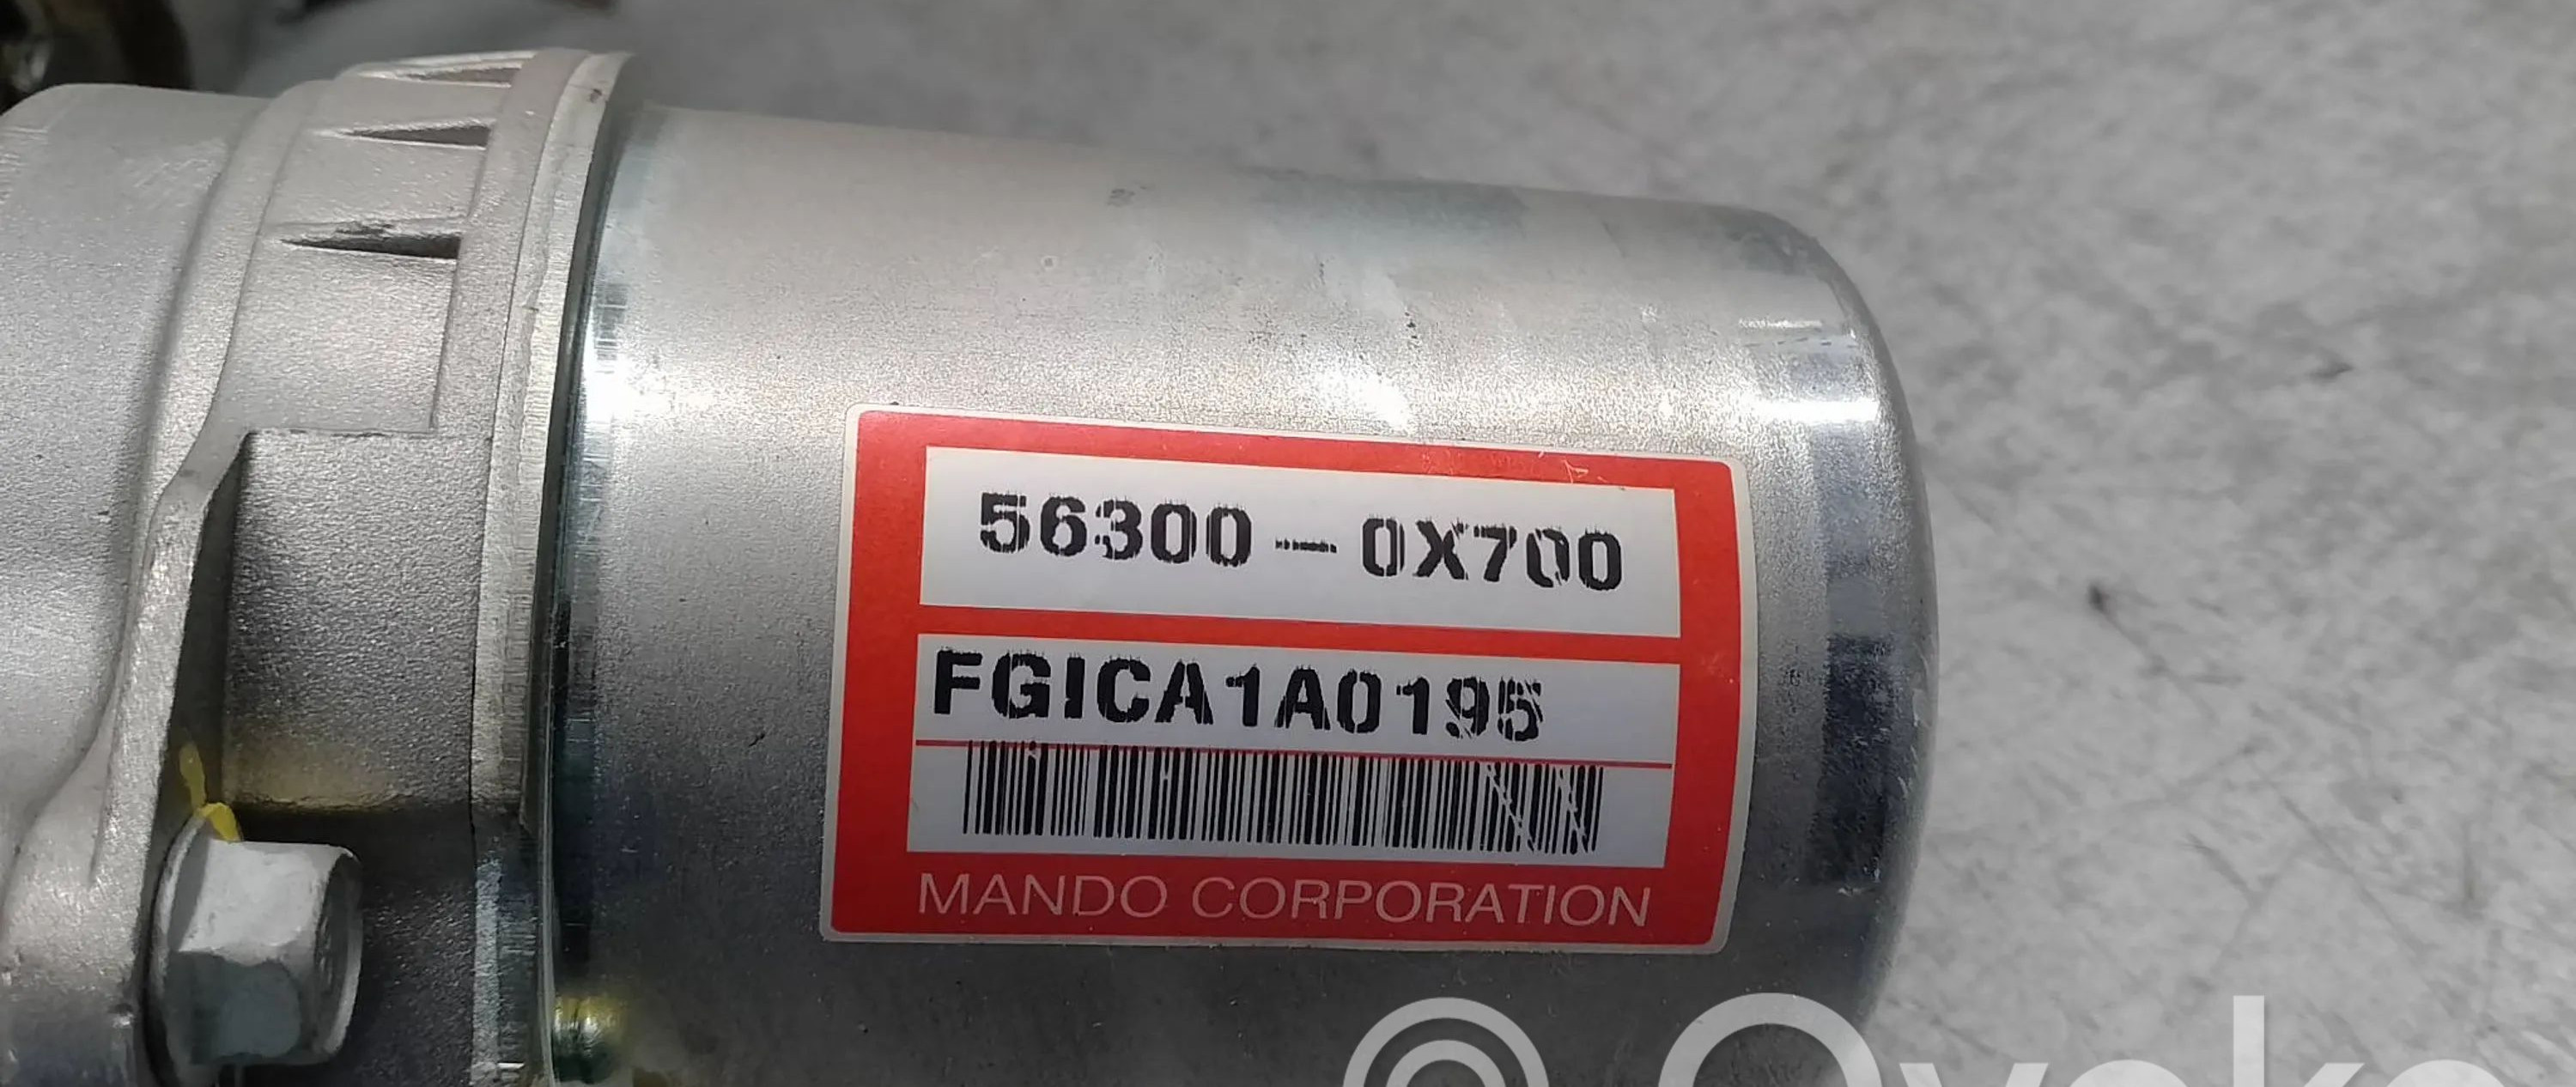 56300-0X700
FGICA1A0195
MANDO CORPORATION